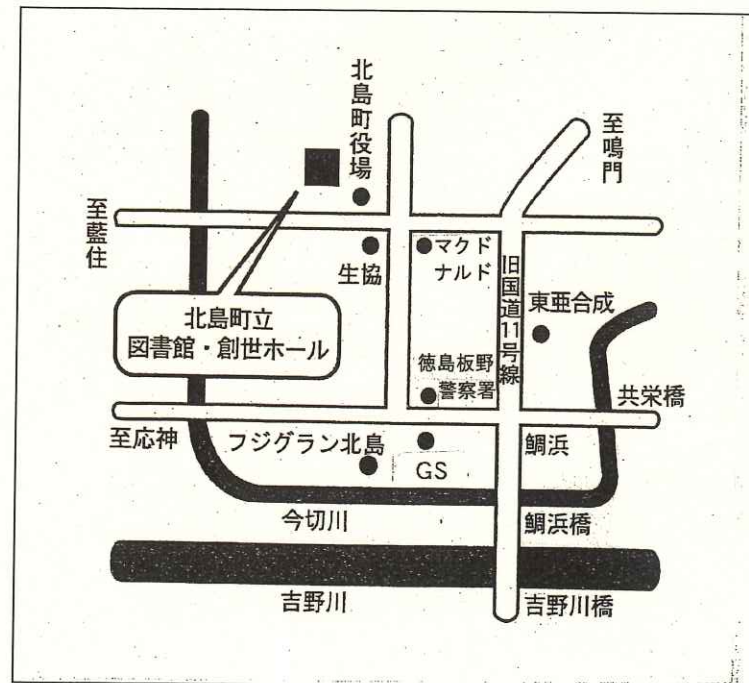 北島町役場
至鳴門
至藍住
生協
マクド
ナルド
旧国道11号線
東亜合成
北島町立
図書館・創世ホール
徳島板野
警察署
共栄橋
至応神
フジグラン北島
GS
鯛浜
今切川
鯛浜橋
吉野川
吉野川橋